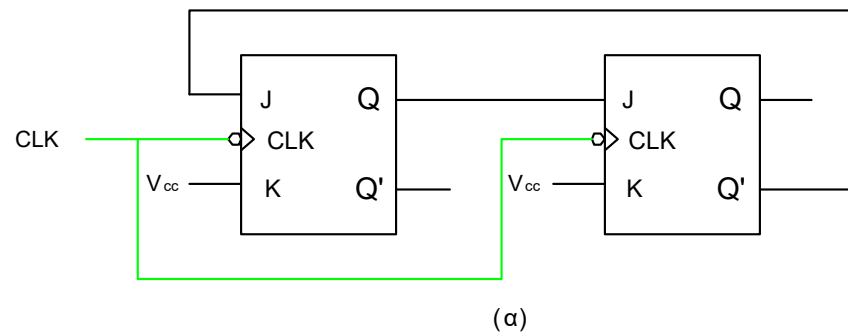 J Q J Q
CLK CLK CLK
Vcc K Q' Vcc K Q'
(α)